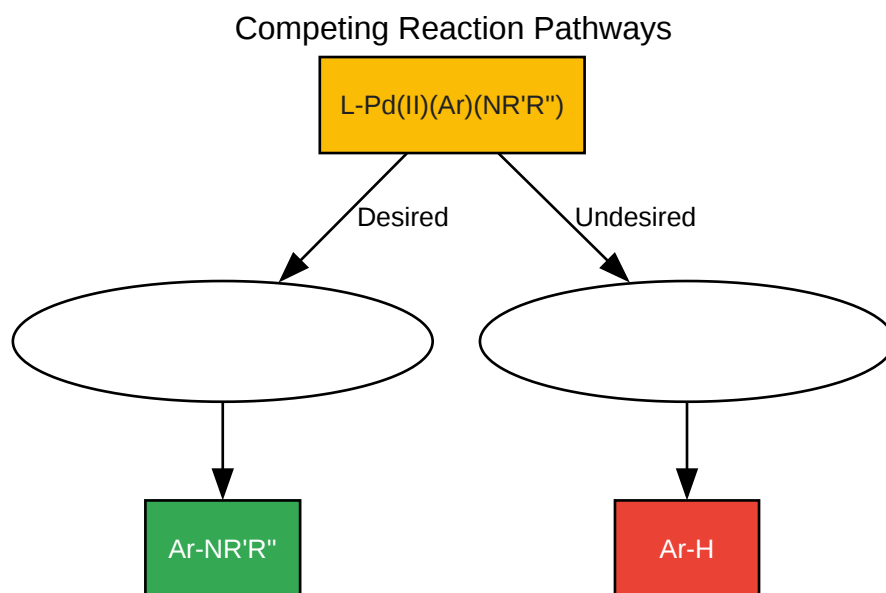 Competing Reaction Pathways
L-Pd(II)(Ar)(NR'R")
Desired
Undesired
Ar-NR'R"
Ar-H